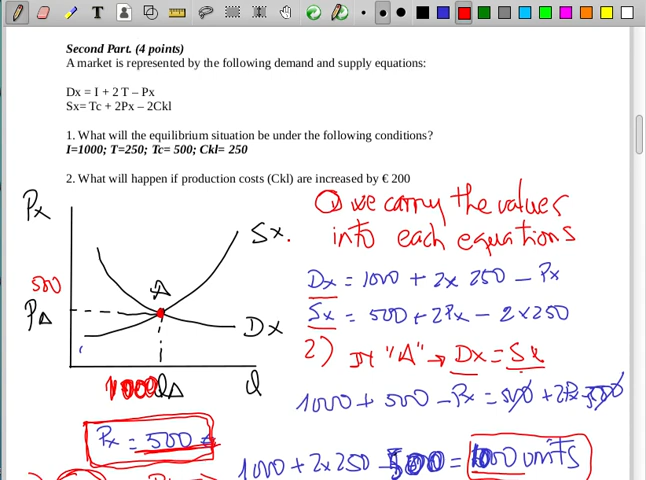 Second Part. (4 points)
A market is represented by the following demand and supply equations:
Dx = I + 2 T – Px
Sx= Tc + 2Px – 2Ckl
1. What will the equilibrium situation be under the following conditions?
I=1000; T=250; Tc= 500; Ckl= 250
2. What will happen if production costs (Ckl) are increased by € 200
Px
① we carry the values
into each equations
Sx.
A
500
PA
Dx
1000 QA
Q
Dx = 1000 + 2x 250 - Px
Sx = 500 + 2Px - 2x250
2) IN "A" → Dx = Sx
1000 + 500 - Px = 500 + 2Px - 500
Px = 500 €
1000 + 2x 250 - 500 = 1000 units